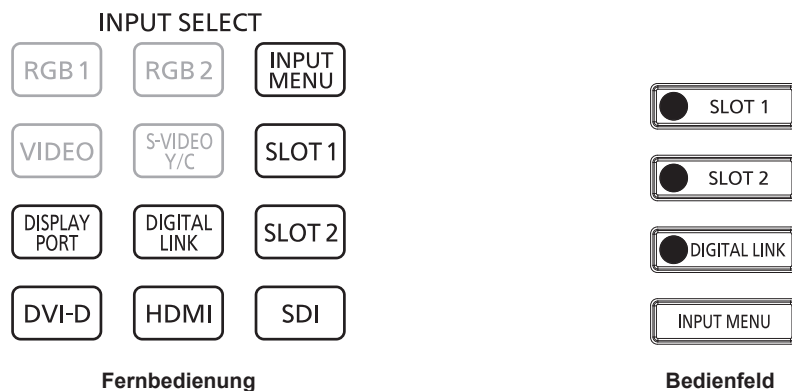 INPUT SELECT
RGB 1
RGB 2
INPUT
MENU
VIDEO
S-VIDEO
Y/C
SLOT 1
DISPLAY
PORT
DIGITAL
LINK
SLOT 2
DVI-D
HDMI
SDI
Fernbedienung
SLOT 1
SLOT 2
DIGITAL LINK
INPUT MENU
Bedienfeld